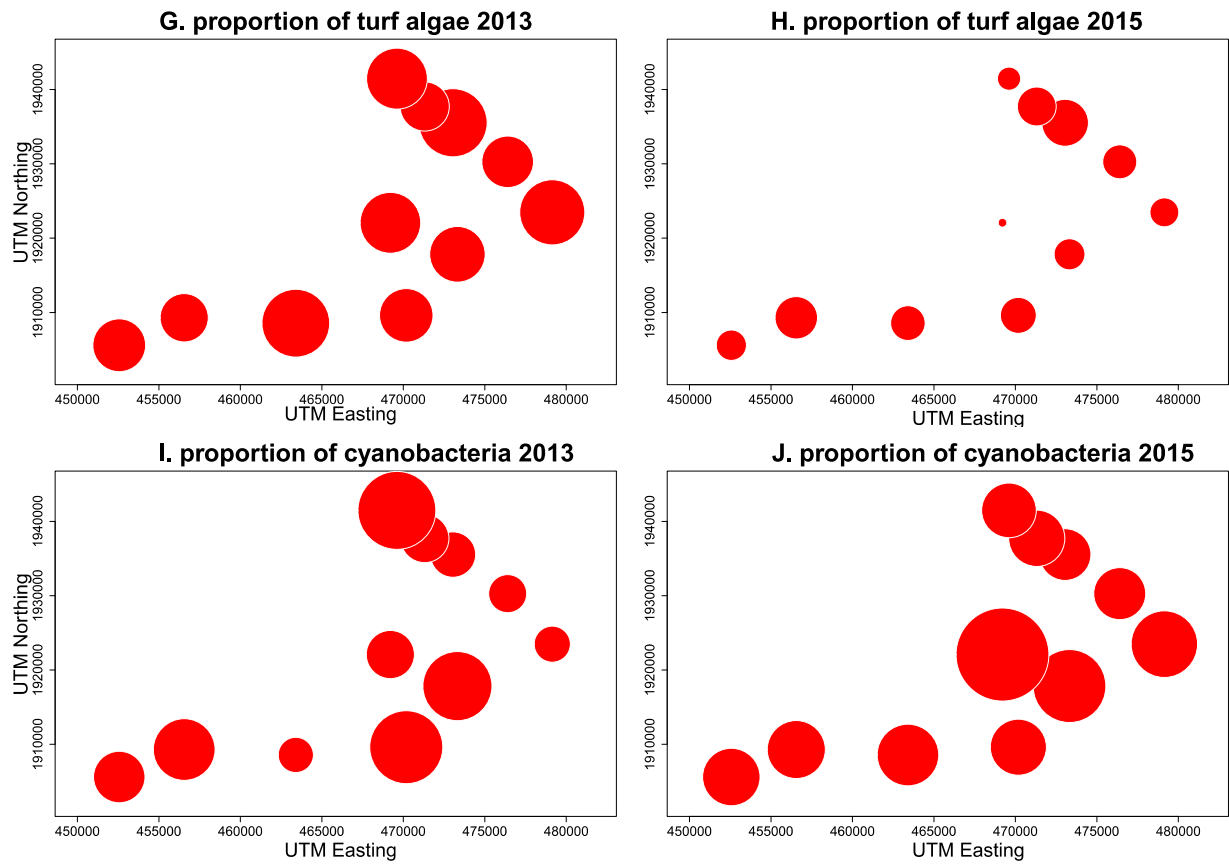 G. proportion of turf algae 2013
H. proportion of turf algae 2015
UTM Northing
1940000
1930000
1920000
1910000
1940000
1930000
1920000
1910000
450000 455000 460000 465000 470000 475000 480000
450000 455000 460000 465000 470000 475000 480000
UTM Easting
UTM Easting
I. proportion of cyanobacteria 2013
J. proportion of cyanobacteria 2015
UTM Northing
1940000
1930000
1920000
1910000
1940000
1930000
1920000
1910000
450000 455000 460000 465000 470000 475000 480000
450000 455000 460000 465000 470000 475000 480000
UTM Easting
UTM Easting